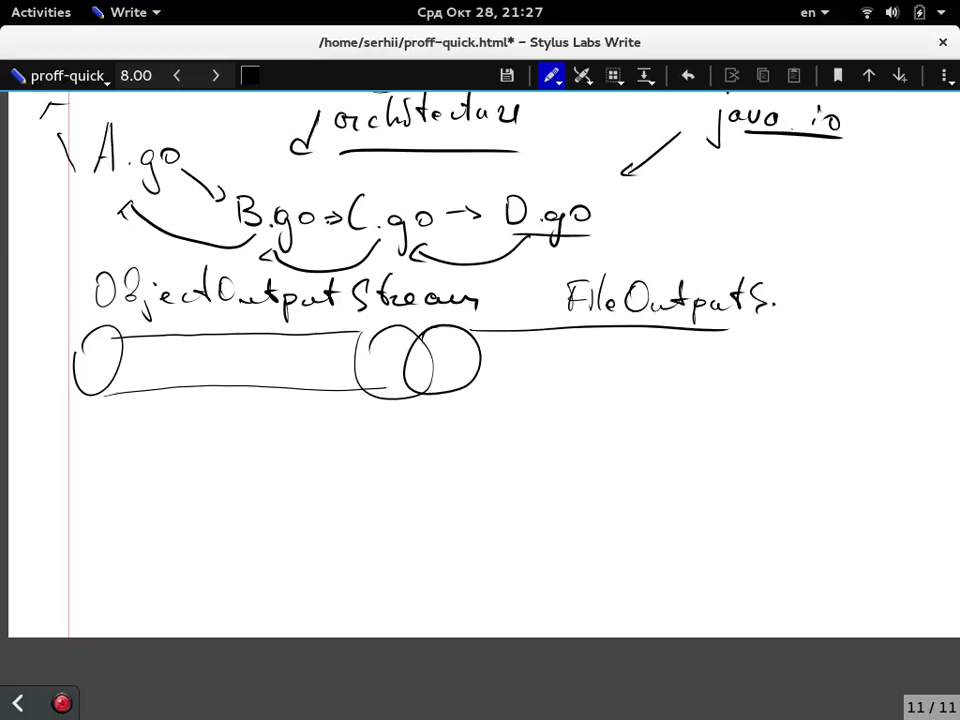 Activities Write Срд Окт 28, 21:27 en
/home/serhii/proff-quick.html* – Stylus Labs Write
proff-quick 8.00
architecture java.io
A.go
B.go => C.go -> D.go
ObjectOutputStream FileOutputS.
11 / 11